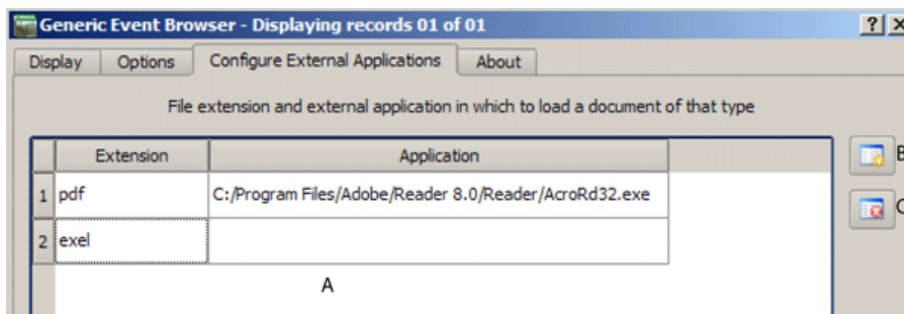 Generic Event Browser - Displaying records 01 of 01
Display Options Configure External Applications About
File extension and external application in which to load a document of that type
Extension Application
B
1 pdf C:/Program Files/Adobe/Reader 8.0/Reader/AcroRd32.exe
C
2 exel
A